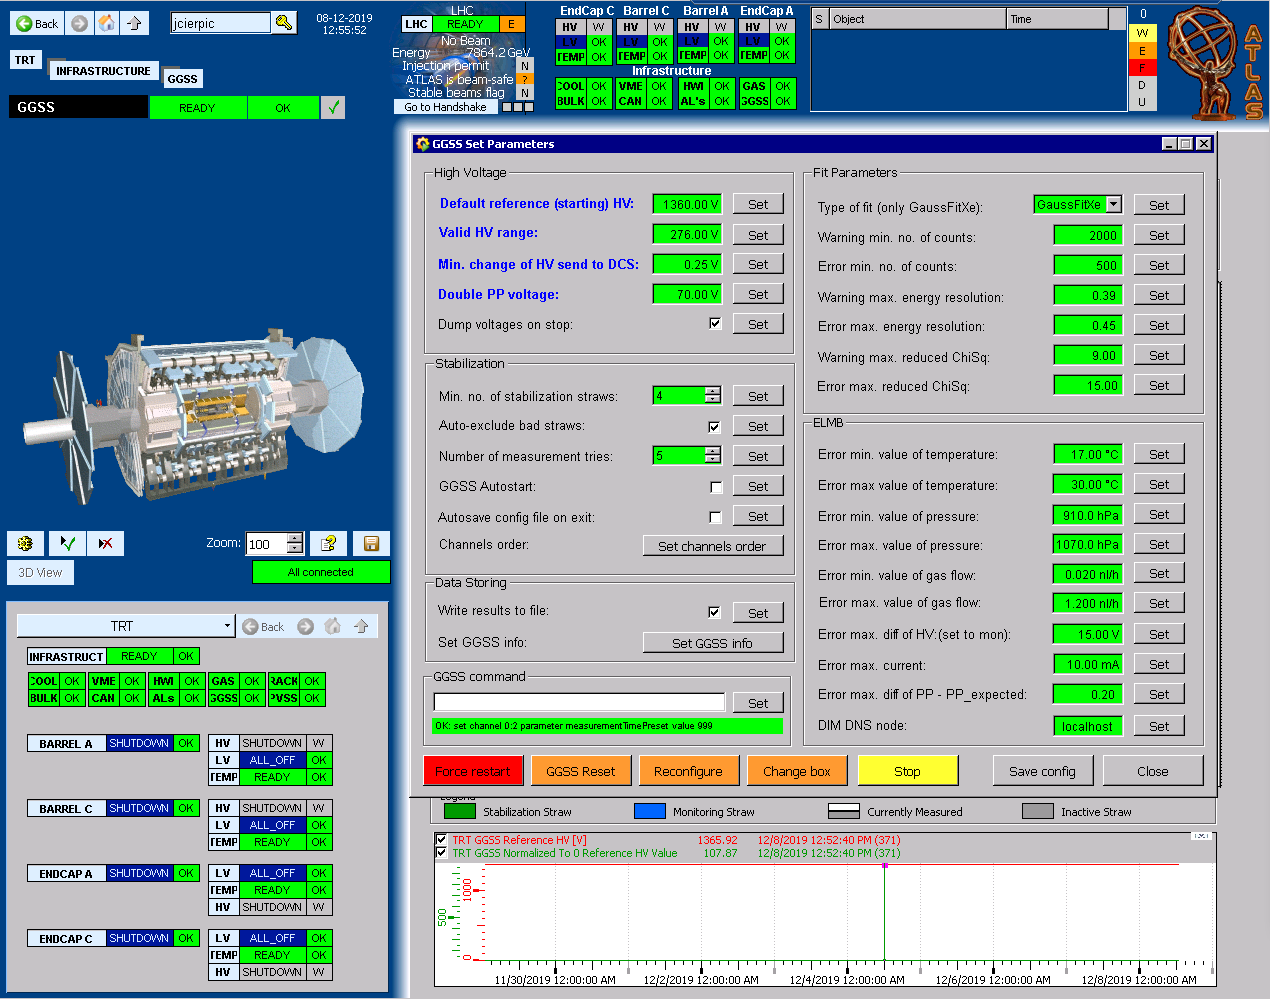 Back
jcierpic
08-12-2019
12:55:52
TRT
INFRASTRUCTURE
GGSS
GGSS READY OK
LHC
LHC READY E
No Beam
Energy 7864.2 GeV
Injection permit N
ATLAS is beam-safe ?
Stable beams flag N
Go to Handshake
EndCap C Barrel C Barrel A EndCap A
HV W HV W HV W HV W
LV OK LV OK LV OK LV OK
TEMP OK TEMP OK TEMP OK TEMP OK
Infrastructure
COOL OK VME OK HWI OK GAS OK
BULK OK CAN OK AL's OK GGSS OK
S Object Time
0
W
E
F
D
U
ATLAS
GGSS Set Parameters
High Voltage
Default reference (starting) HV: 1360.00 V Set
Valid HV range: 276.00 V Set
Min. change of HV send to DCS: 0.25 V Set
Double PP voltage: 70.00 V Set
Dump voltages on stop: Set
Stabilization
Min. no. of stabilization straws: 4 Set
Auto-exclude bad straws: Set
Number of measurement tries: 5 Set
GGSS Autostart: Set
Autosave config file on exit: Set
Channels order: Set channels order
Data Storing
Write results to file: Set
Set GGSS info: Set GGSS info
GGSS command
Set
OK: set channel 0:2 parameter measurementTimePreset value 999
Fit Parameters
Type of fit (only GaussFitXe): GaussFitXe Set
Warning min. no. of counts: 2000 Set
Error min. no. of counts: 500 Set
Warning max. energy resolution: 0.39 Set
Error max. energy resolution: 0.45 Set
Warning max. reduced ChiSq: 9.00 Set
Error max. reduced ChiSq: 15.00 Set
ELMB
Error min. value of temperature: 17.00 °C Set
Error max value of temperature: 30.00 °C Set
Error min. value of pressure: 910.0 hPa Set
Error max. value of pressure: 1070.0 hPa Set
Error min. value of gas flow: 0.020 nl/h Set
Error max. value of gas flow: 1.200 nl/h Set
Error max. diff of HV:(set to mon): 15.00 V Set
Error max. current: 10.00 mA Set
Error max. diff of PP - PP_expected: 0.20 Set
DIM DNS node: localhost Set
Force restart GGSS Reset Reconfigure Change box Stop Save config Close
Zoom: 100
3D View All connected
TRT Back
INFRASTRUCT READY OK
COOL OK VME OK HWI OK GAS OK RACK OK
BULK OK CAN OK ALs OK GGSS OK PVSS OK
BARREL A SHUTDOWN OK HV SHUTDOWN W
LV ALL_OFF OK
TEMP READY OK
BARREL C SHUTDOWN OK HV SHUTDOWN W
LV ALL_OFF OK
TEMP READY OK
ENDCAP A SHUTDOWN OK LV ALL_OFF OK
TEMP READY OK
HV SHUTDOWN W
ENDCAP C SHUTDOWN OK LV ALL_OFF OK
TEMP READY OK
HV SHUTDOWN W
Legend
Stabilization Straw Monitoring Straw Currently Measured Inactive Straw
TRT GGSS Reference HV [V] 1365.92 12/8/2019 12:52:40 PM (371)
TRT GGSS Normalized To 0 Reference HV Value 107.87 12/8/2019 12:52:40 PM (371)
1000
500
0
11/30/2019 12:00:00 AM 12/2/2019 12:00:00 AM 12/4/2019 12:00:00 AM 12/6/2019 12:00:00 AM 12/8/2019 12:00:00 AM